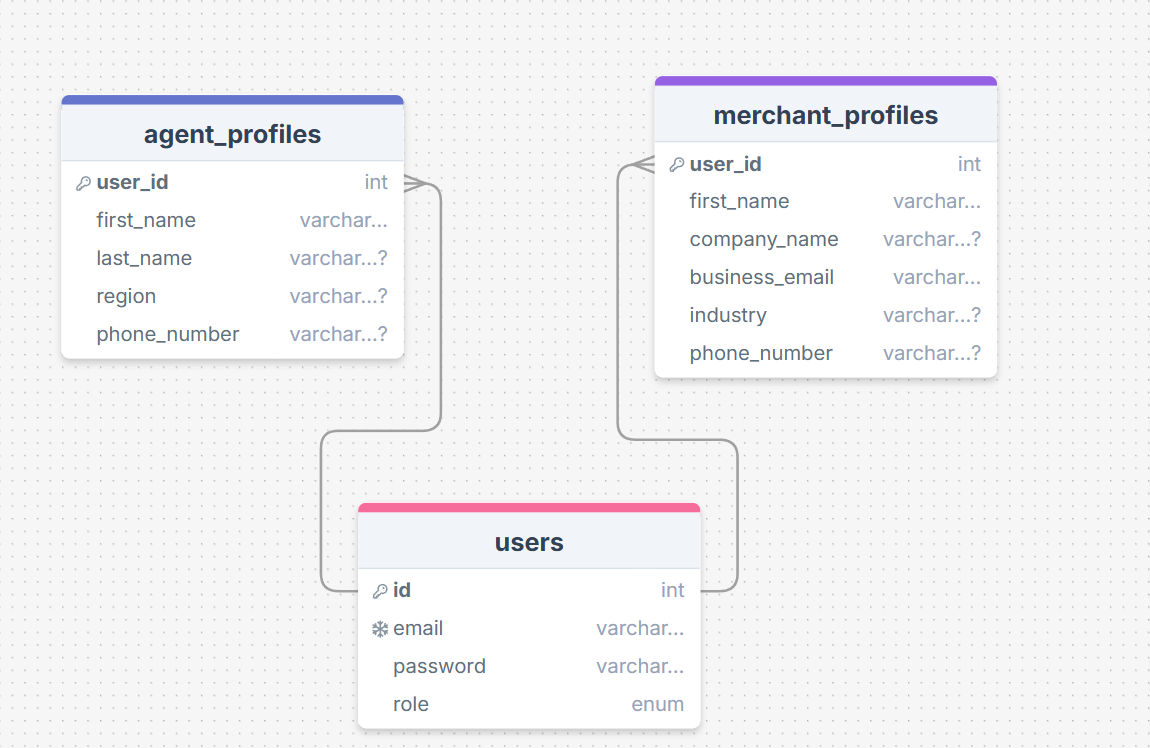 agent_profiles
user_id int
first_name varchar...
last_name varchar...?
region varchar...?
phone_number varchar...?
merchant_profiles
user_id int
first_name varchar...
company_name varchar...?
business_email varchar...
industry varchar...?
phone_number varchar...?
users
id int
email varchar...
password varchar...
role enum